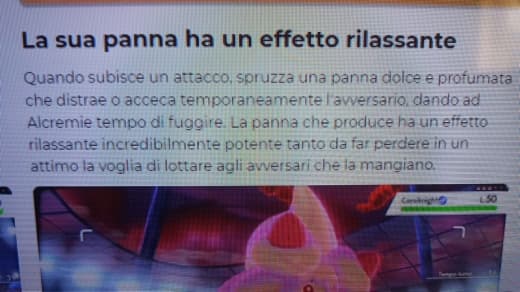 La sua panna ha un effetto rilassante
Quando subisce un attacco, spruzza una panna dolce e profumata
che distrae o acceca temporaneamente l'avversario, dando ad
Alcremie tempo di fuggire. La panna che produce ha un effetto
rilassante incredibilmente potente tanto da far perdere in un
attimo la voglia di lottare agli avversari che la mangiano.
Corviknight L.50